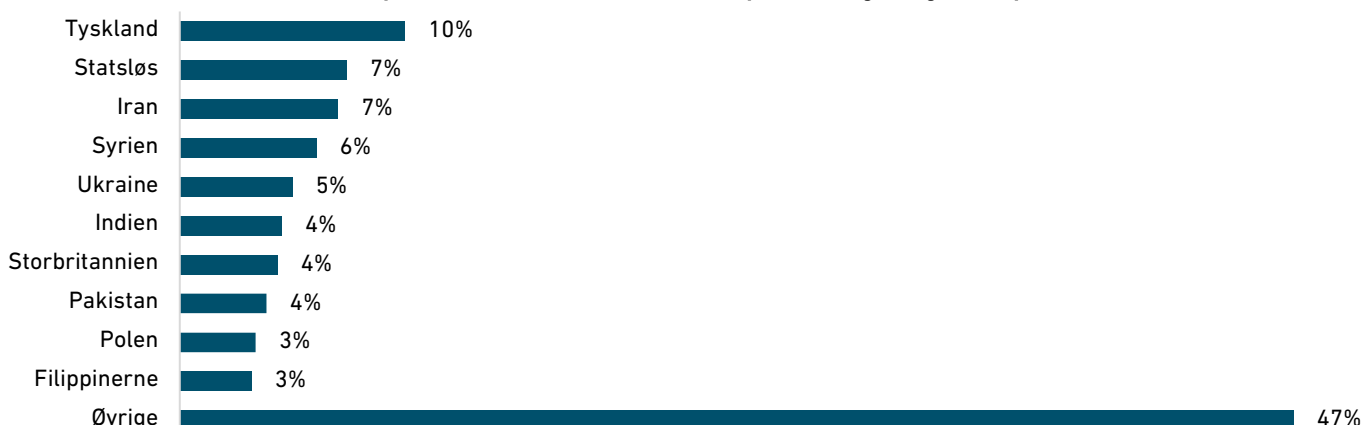 Tyskland 10%
Statsløs 7%
Iran 7%
Syrien 6%
Ukraine 5%
Indien 4%
Storbritannien 4%
Pakistan 4%
Polen 3%
Filippinerne 3%
Øvrige 47%